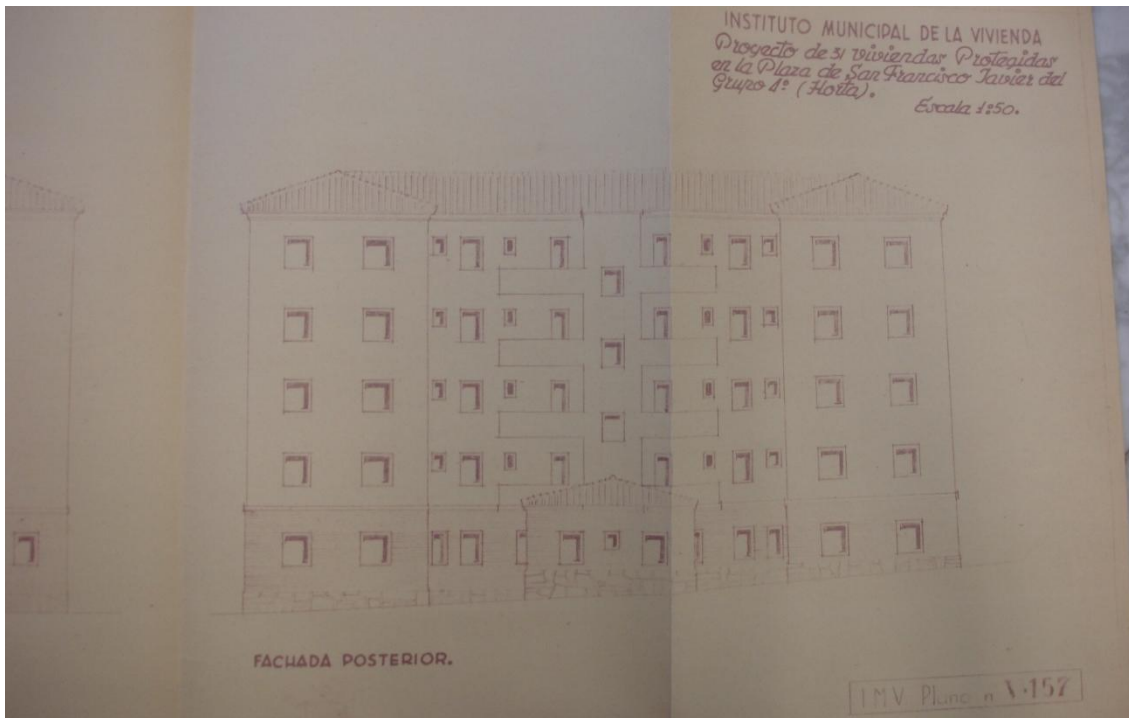 INSTITUTO MUNICIPAL DE LA VIVIENDA
Proyecto de 31 viviendas Protegidas
en la Plaza de San Francisco Javier del
Grupo 1º (Horta).
Escala 1:50.
FACHADA POSTERIOR.
IMV Plano n V-157